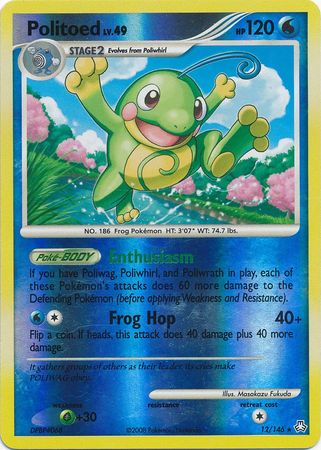 Politoed LV.49
HP 120
STAGE2 Evolves from Poliwhirl
NO. 186 Frog Pokémon HT: 3'07" WT: 74.7 lbs.
Poké-BODY Enthusiasm
If you have Poliwag, Poliwhirl, and Poliwrath in play, each of
these Pokémon's attacks does 60 more damage to the
Defending Pokémon (before applying Weakness and Resistance).
Frog Hop 40+
Flip a coin. If heads, this attack does 40 damage plus 40 more
damage.
It gathers groups of others as their leader. Its cries make
POLIWAG obey.
Illus. Masakazu Fukuda
weakness resistance retreat cost
+30
DPBP#068 ©2008 Pokémon/Nintendo 12/146 ★